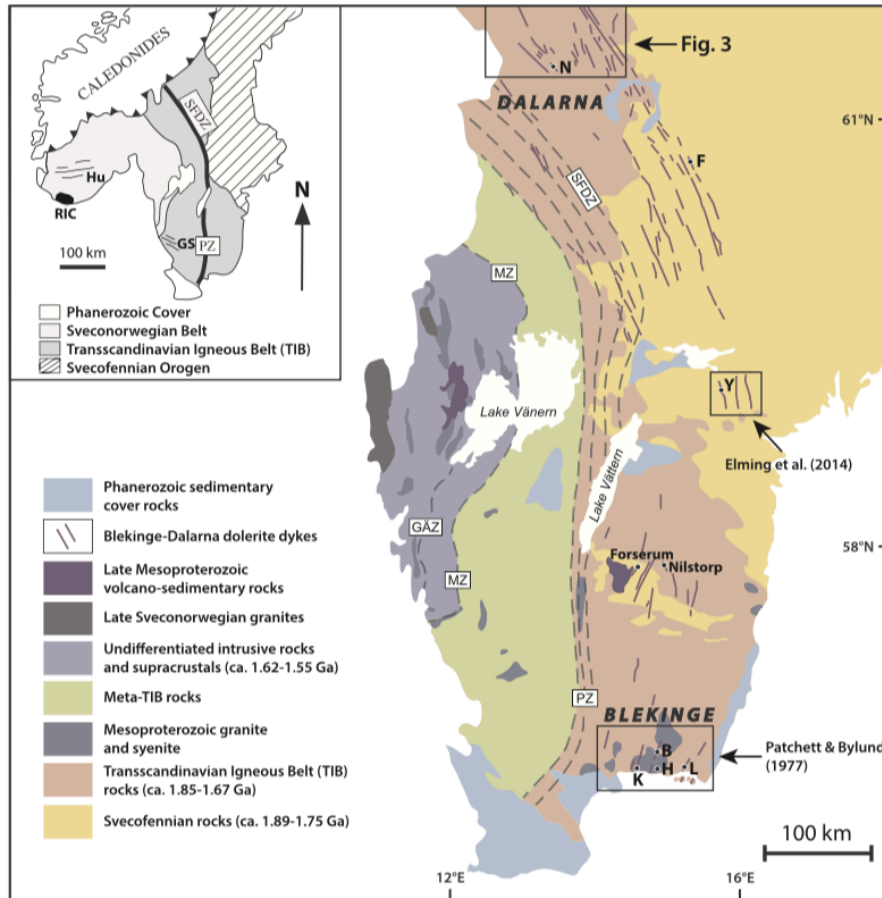 CALEDONIDES
SFDZ
Hu
RIC
GS
PZ
N
100 km
Phanerozoic Cover
Sveconorwegian Belt
Transscandinavian Igneous Belt (TIB)
Svecofennian Orogen
Fig. 3
N
DALARNA
61°N
F
SFDZ
MZ
Lake Vänern
Y
Elming et al. (2014)
Lake Vättern
GÄZ
MZ
58°N
Forserum
Nilstorp
PZ
BLEKINGE
B
K
H
L
Patchett & Bylund
(1977)
100 km
12°E
16°E
Phanerozoic sedimentary
cover rocks
Blekinge-Dalarna dolerite dykes
Late Mesoproterozoic
volcano-sedimentary rocks
Late Sveconorwegian granites
Undifferentiated intrusive rocks
and supracrustals (ca. 1.62-1.55 Ga)
Meta-TIB rocks
Mesoproterozoic granite
and syenite
Transscandinavian Igneous Belt (TIB)
rocks (ca. 1.85-1.67 Ga)
Svecofennian rocks (ca. 1.89-1.75 Ga)